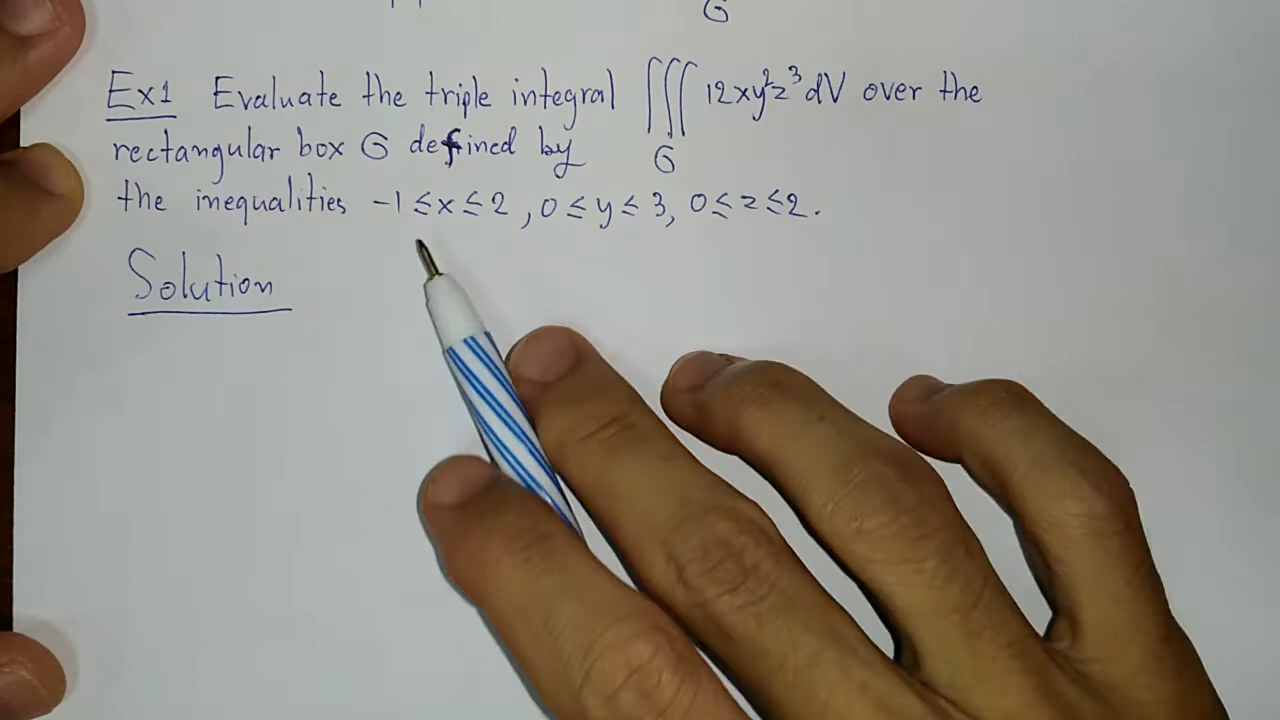 G
Ex1 Evaluate the triple integral ∭ 12xy²z³dV over the
rectangular box G defined by G
the inequalities -1 ≤ x ≤ 2, 0 ≤ y ≤ 3, 0 ≤ z ≤ 2.
Solution